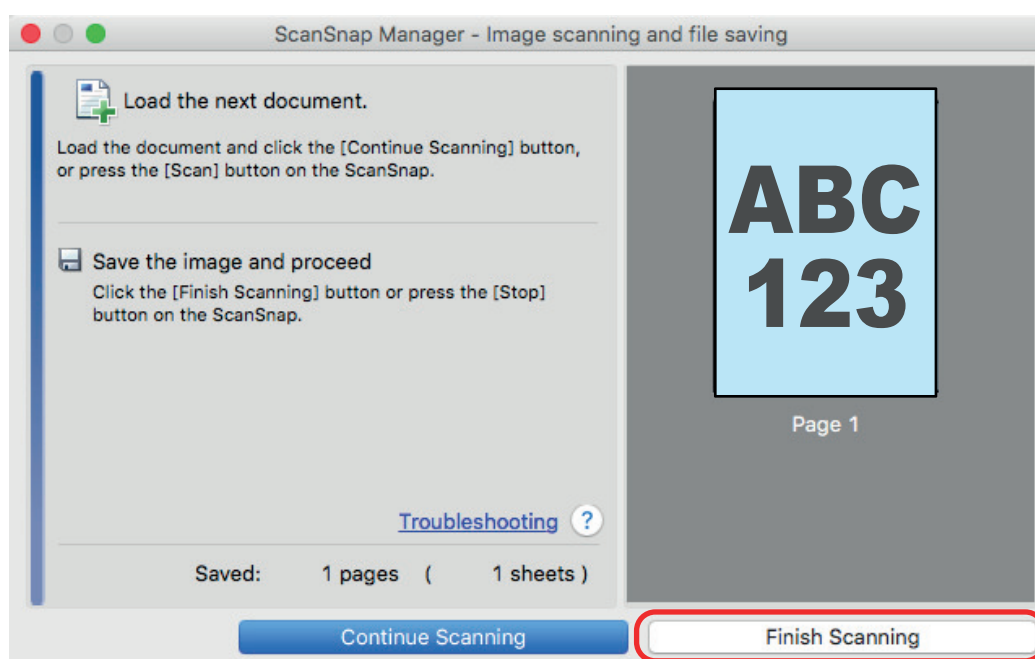 ScanSnap Manager - Image scanning and file saving
Load the next document.
Load the document and click the [Continue Scanning] button,
or press the [Scan] button on the ScanSnap.
Save the image and proceed
Click the [Finish Scanning] button or press the [Stop]
button on the ScanSnap.
Troubleshooting ?
Saved: 1 pages ( 1 sheets )
ABC
123
Page 1
Continue Scanning
Finish Scanning